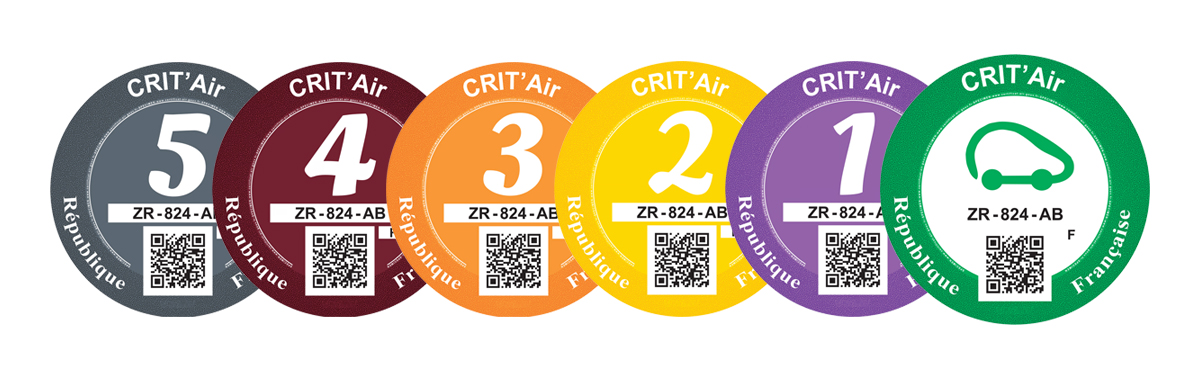 CRIT'Air
5
ZR - 824 - A
République
CRIT'Air
4
ZR - 824 - AB
République
Fr
CRIT'Air
3
ZR - 824 - AB
République
Fr
CRIT'Air
2
ZR - 824 - AB
République
Fr
CRIT'Air
1
ZR - 824 - A
République
CRIT'Air
ZR - 824 - AB
F
République
Française